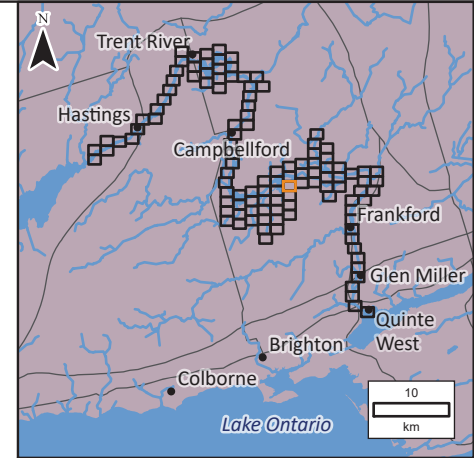 N
Trent River
Hastings
Campbellford
Frankford
Glen Miller
Quinte
West
Brighton
Colborne
Lake Ontario
10
km